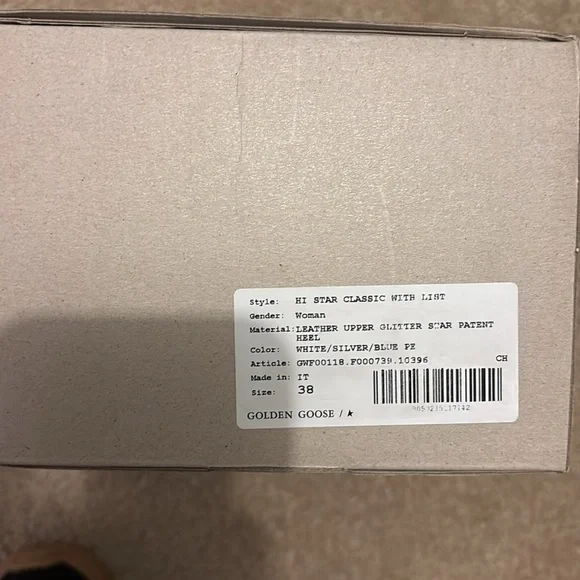 Style: HI STAR CLASSIC WITH LIST
Gender: Woman
Material: LEATHER UPPER GLITTER STAR PATENT
HEEL
Color: WHITE/SILVER/BLUE PE
Article: GWF00118.F000739.10396 CH
Made in: IT
Size: 38
GOLDEN GOOSE /